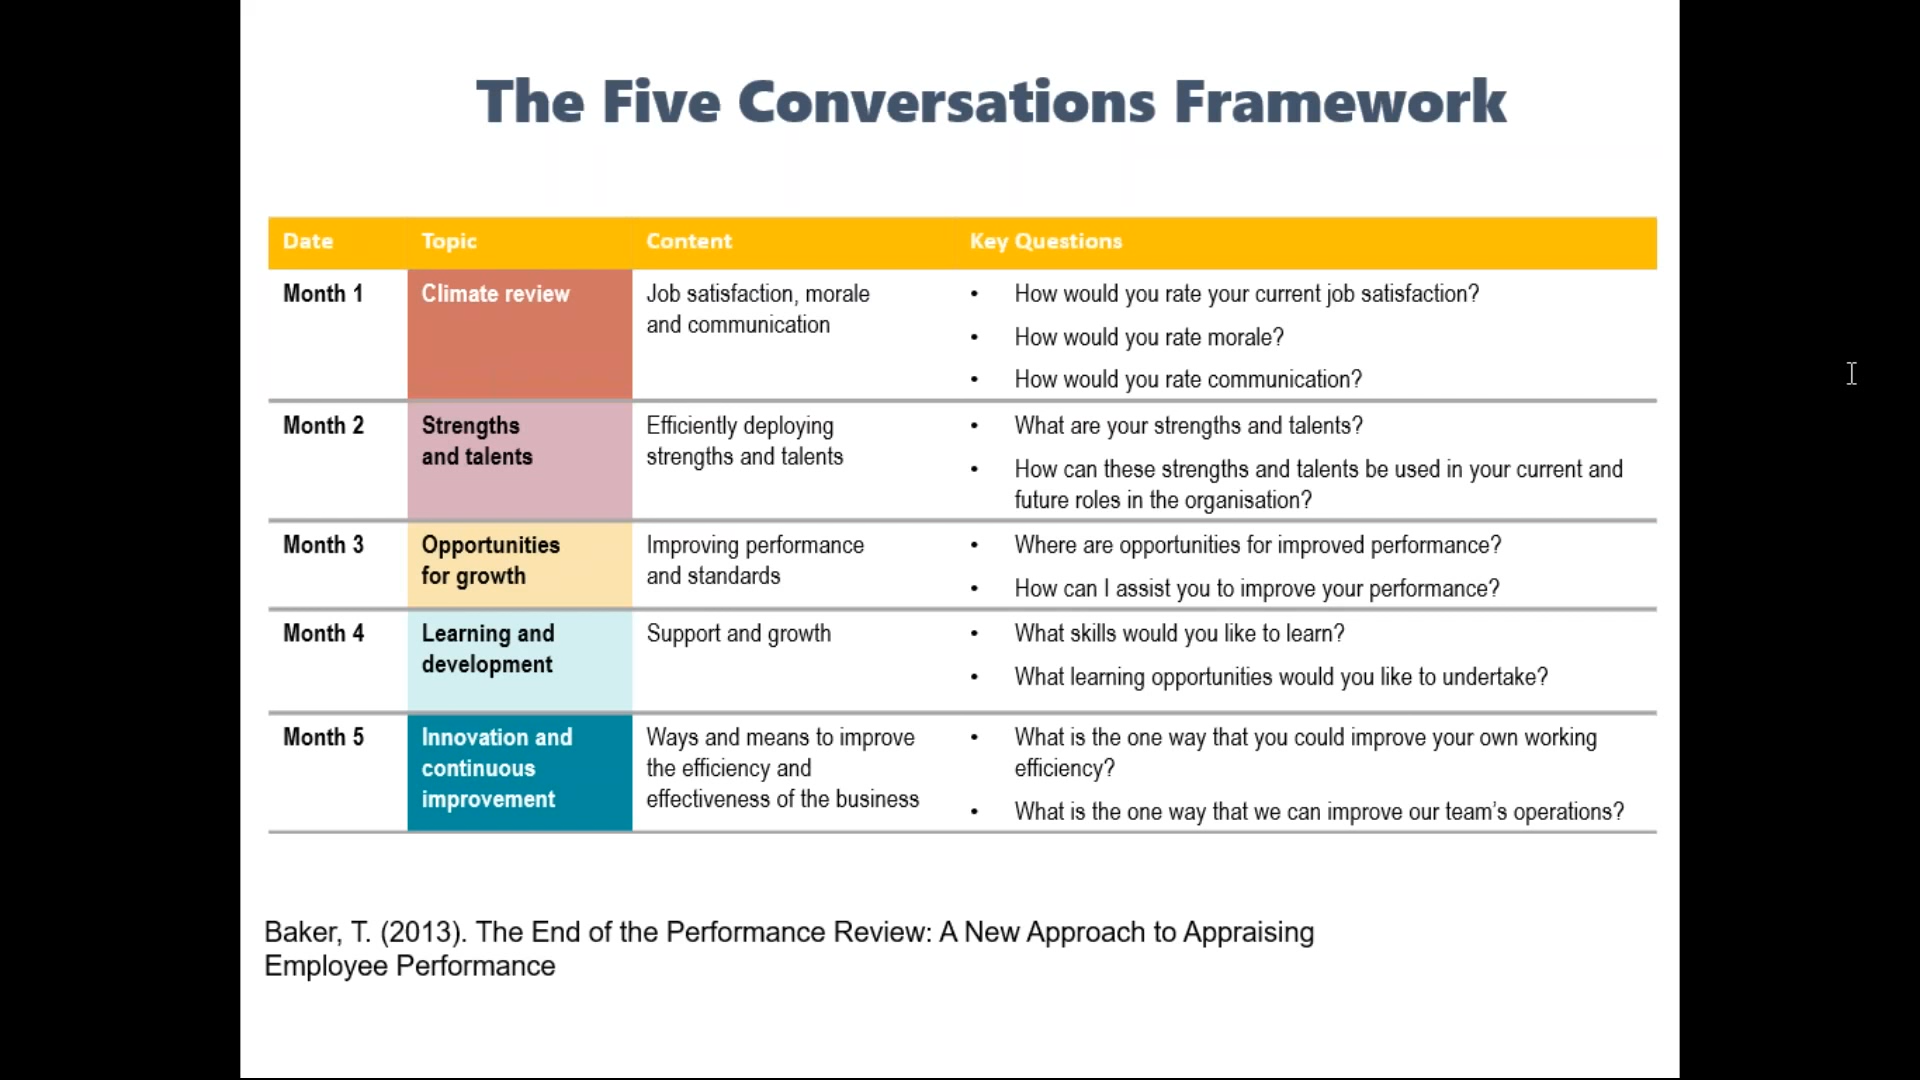 The Five Conversations Framework
Date Topic Content Key Questions
Month 1 Climate review Job satisfaction, morale • How would you rate your current job satisfaction?
and communication
• How would you rate morale?
• How would you rate communication?
Month 2 Strengths Efficiently deploying • What are your strengths and talents?
and talents strengths and talents
• How can these strengths and talents be used in your current and
future roles in the organisation?
Month 3 Opportunities Improving performance • Where are opportunities for improved performance?
for growth and standards
• How can I assist you to improve your performance?
Month 4 Learning and Support and growth • What skills would you like to learn?
development
• What learning opportunities would you like to undertake?
Month 5 Innovation and Ways and means to improve • What is the one way that you could improve your own working
continuous the efficiency and efficiency?
improvement effectiveness of the business
• What is the one way that we can improve our team’s operations?
Baker, T. (2013). The End of the Performance Review: A New Approach to Appraising
Employee Performance